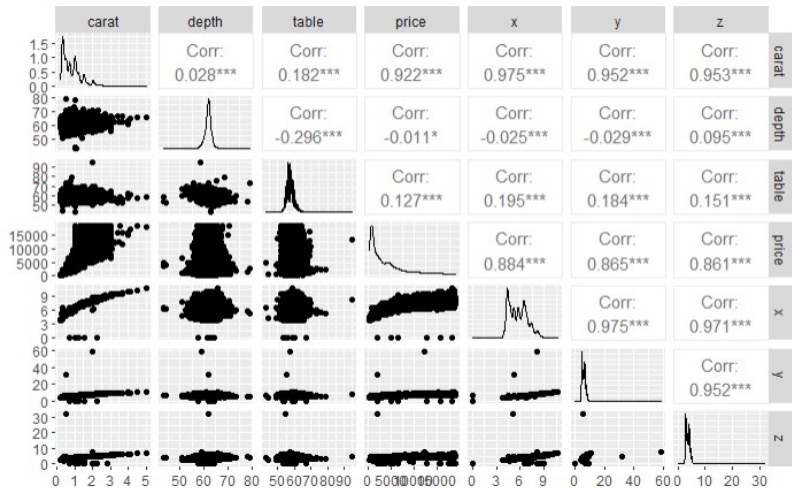 carat depth table price x y z
1.5 Corr: Corr: Corr: Corr: Corr: Corr: carat
1.0
0.5 0.028*** 0.182*** 0.922*** 0.975*** 0.952*** 0.953***
0.0
80 Corr: Corr: Corr: Corr: Corr: depth
70
60 -0.296*** -0.011* -0.025*** -0.029*** 0.095***
50
90 Corr: Corr: Corr: Corr: table
80
70
60 0.127*** 0.195*** 0.184*** 0.151***
50
15000 Corr: Corr: Corr: price
10000
5000 0.884*** 0.865*** 0.861***
0
9 Corr: Corr: x
6
3 0.975*** 0.971***
0
60 Corr: y
40
20 0.952***
0
30 z
20
10
0
0 1 2 3 4 5 50 60 70 80 50 60 70 80 90 0 5000 10000 15000 0 3 6 9 0 20 40 60 0 10 20 30